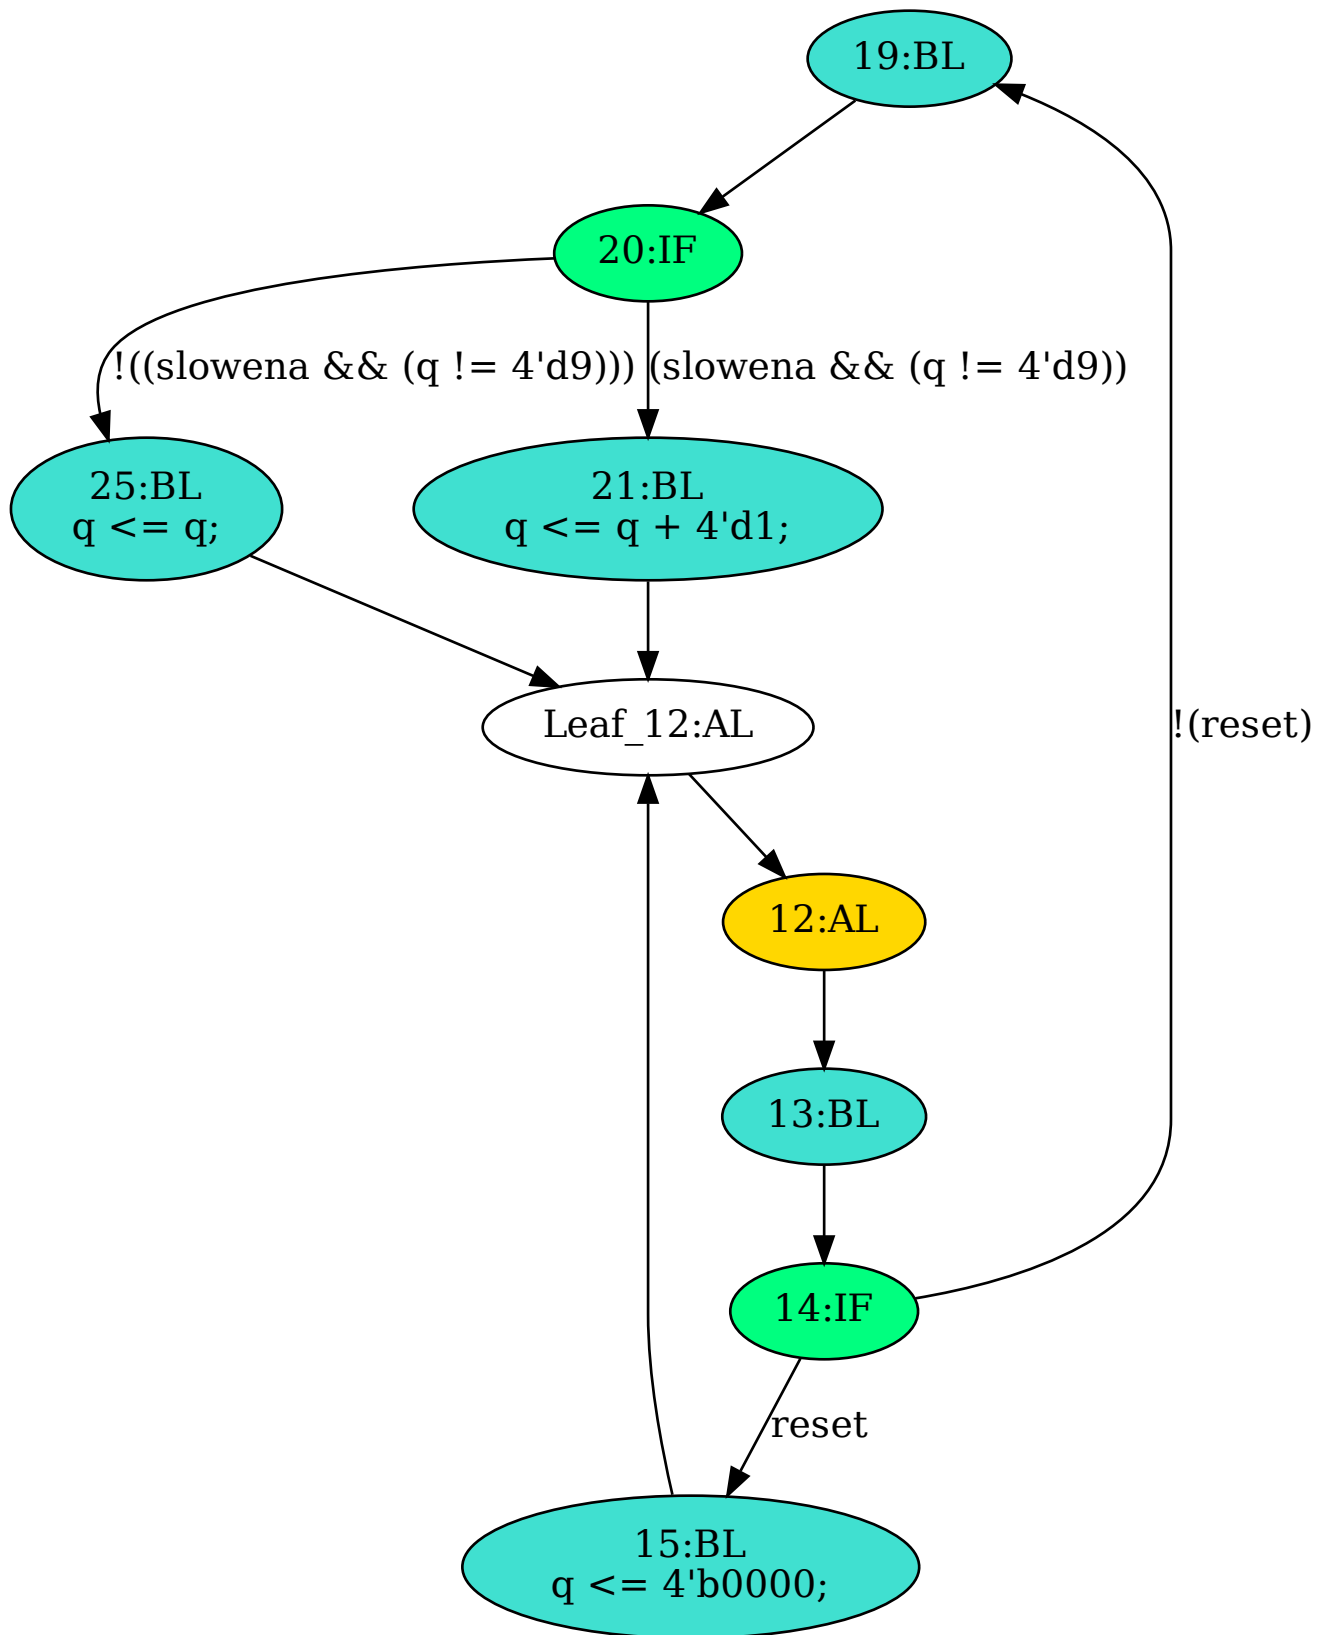 19:BL
20:IF
!((slowena && (q != 4'd9)))
(slowena && (q != 4'd9))
25:BL
q <= q;
21:BL
q <= q + 4'd1;
Leaf_12:AL
!(reset)
12:AL
13:BL
14:IF
reset
15:BL
q <= 4'b0000;